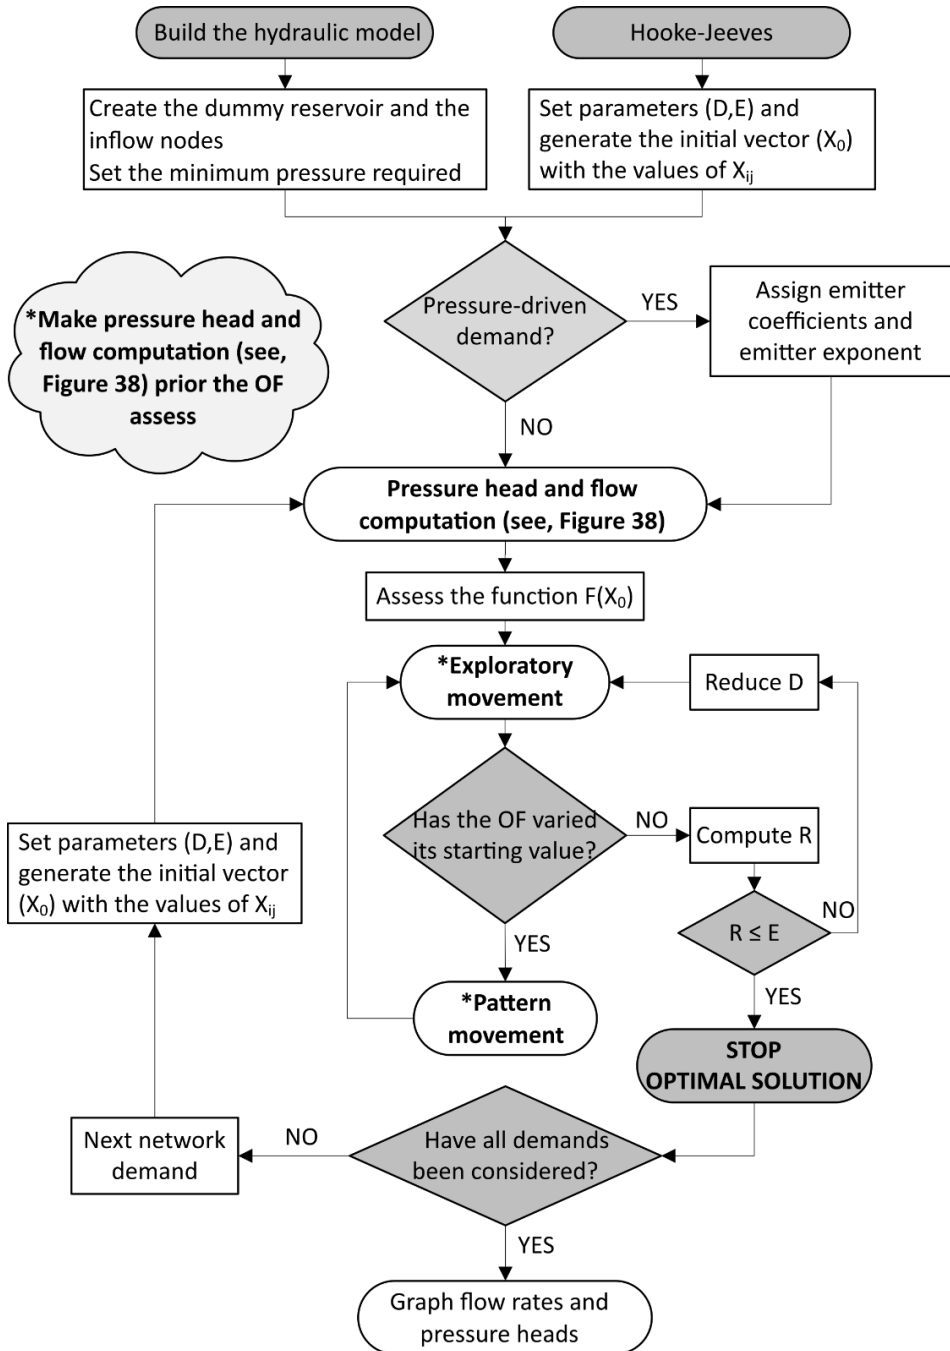 Build the hydraulic model
Hooke-Jeeves
Create the dummy reservoir and the
inflow nodes
Set the minimum pressure required
Set parameters (D,E) and
generate the initial vector (X₀)
with the values of Xᵢⱼ
*Make pressure head and
flow computation (see,
Figure 38) prior the OF
assess
Pressure-driven
demand?
YES
Assign emitter
coefficients and
emitter exponent
NO
Pressure head and flow
computation (see, Figure 38)
Assess the function F(X₀)
*Exploratory
movement
Reduce D
Has the OF varied
its starting value?
NO
Compute R
Set parameters (D,E) and
generate the initial vector
(X₀) with the values of Xᵢⱼ
R ≤ E
NO
YES
*Pattern
movement
YES
STOP
OPTIMAL SOLUTION
Next network
demand
NO
Have all demands
been considered?
YES
Graph flow rates and
pressure heads